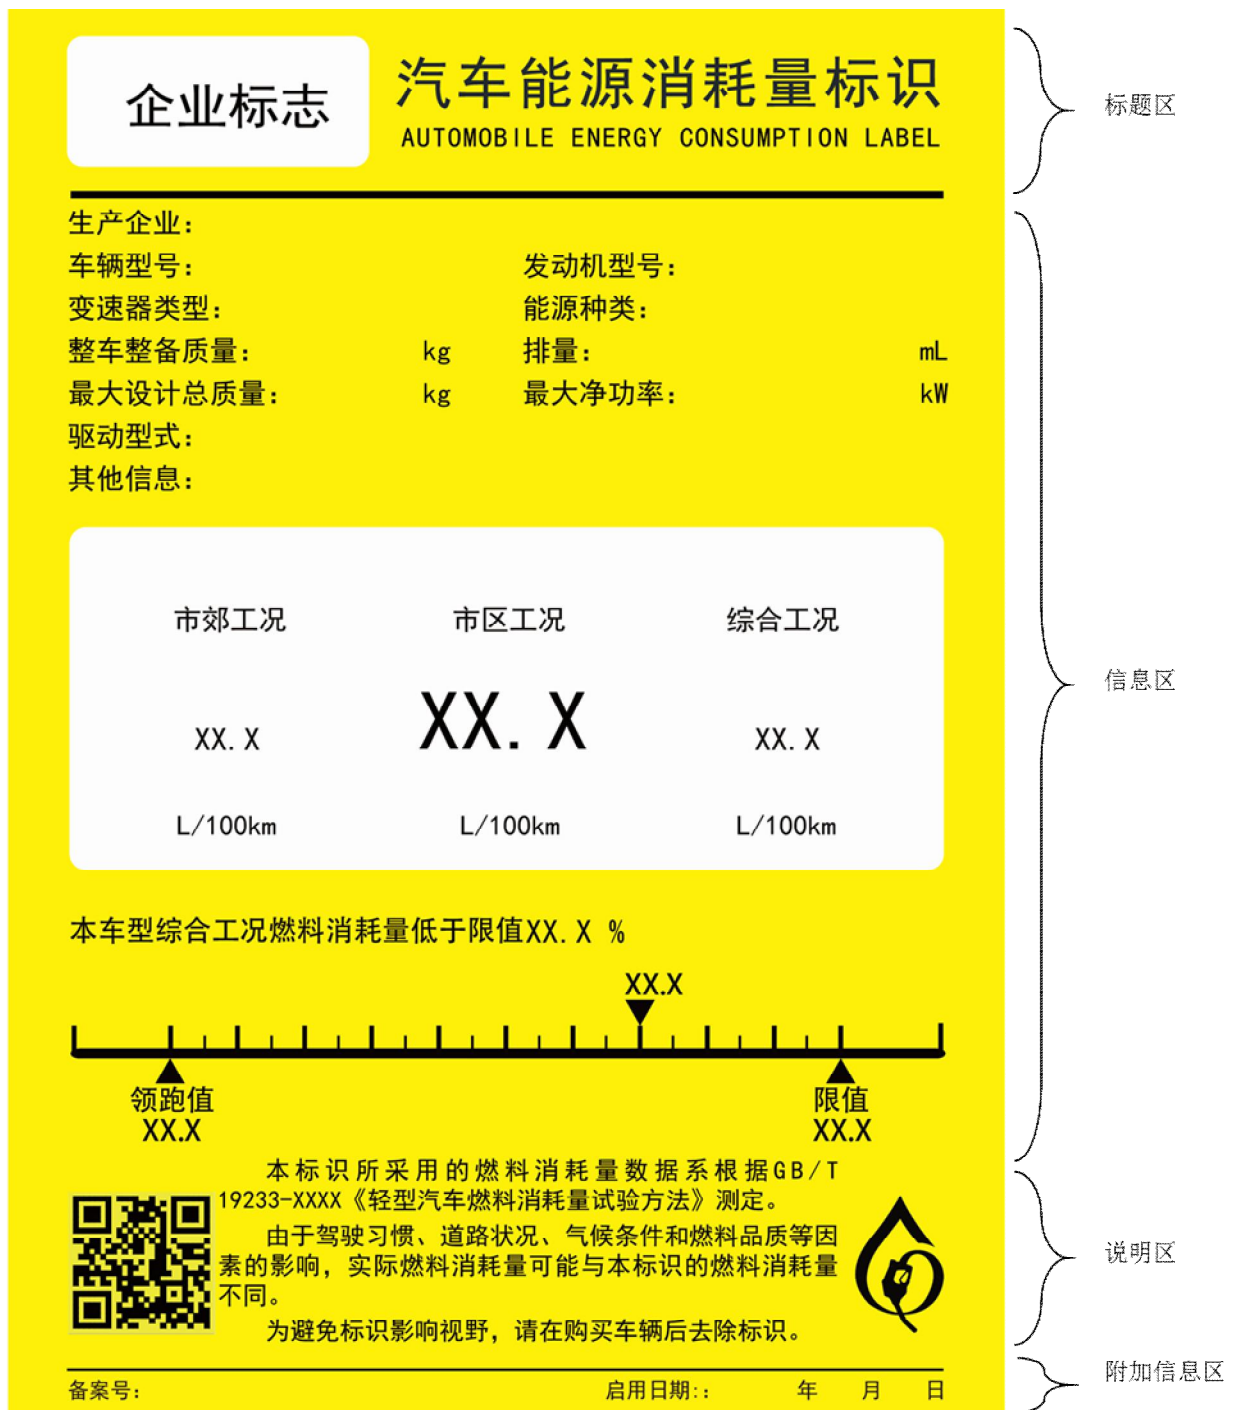 企业标志
汽车能源消耗量标识
AUTOMOBILE ENERGY CONSUMPTION LABEL
标题区
生产企业：
车辆型号： 发动机型号：
变速器类型： 能源种类：
整车整备质量： kg 排量： mL
最大设计总质量： kg 最大净功率： kW
驱动型式：
其他信息：
市郊工况 市区工况 综合工况
XX.X XX.X XX.X
L/100km L/100km L/100km
信息区
本车型综合工况燃料消耗量低于限值XX.X %
XX.X
领跑值 限值
XX.X XX.X
本标识所采用的燃料消耗量数据系根据GB/T
19233-XXXX《轻型汽车燃料消耗量试验方法》测定。
由于驾驶习惯、道路状况、气候条件和燃料品质等因
素的影响，实际燃料消耗量可能与本标识的燃料消耗量
不同。
为避免标识影响视野，请在购买车辆后去除标识。
说明区
备案号： 启用日期:： 年 月 日
附加信息区